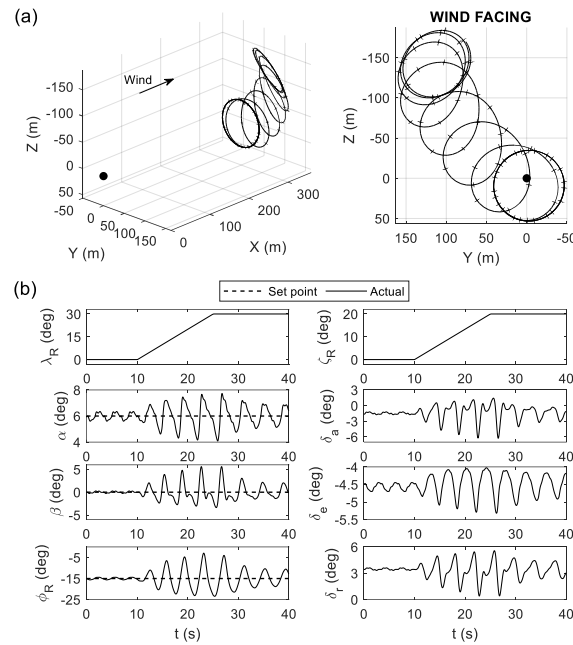 (a)
Wind
-150
-100
-50
0
50
Z (m)
-50
0
50
100
150
Y (m)
0
100
200
300
X (m)
WIND FACING
-150
-100
-50
0
50
Z (m)
150
100
50
0
-50
Y (m)
(b)
Set point
Actual
30
15
0
λR (deg)
0 10 20 30 40
20
10
0
ζR (deg)
0 10 20 30 40
8
6
4
α (deg)
0 10 20 30 40
3
0
-3
-6
δa (deg)
0 10 20 30 40
5
0
-5
β (deg)
0 10 20 30 40
-4
-4.5
-5
-5.5
δe (deg)
0 10 20 30 40
-5
-15
-25
ϕR (deg)
0 10 20 30 40
t (s)
6
3
0
δr (deg)
0 10 20 30 40
t (s)